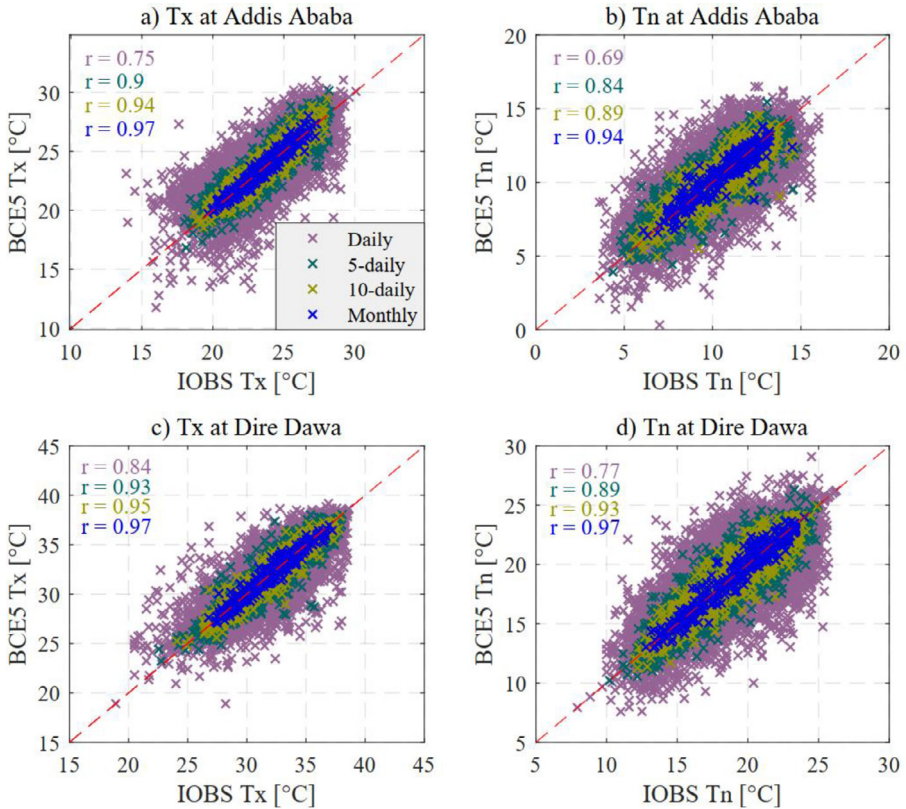 a) Tx at Addis Ababa
r = 0.75
r = 0.9
r = 0.94
r = 0.97
BCE5 Tx [°C]
30
25
20
15
10
10
15
20
25
30
IOBS Tx [°C]
Daily
5-daily
10-daily
Monthly
b) Tn at Addis Ababa
r = 0.69
r = 0.84
r = 0.89
r = 0.94
BCE5 Tn [°C]
20
15
10
5
0
0
5
10
15
20
IOBS Tn [°C]
c) Tx at Dire Dawa
r = 0.84
r = 0.93
r = 0.95
r = 0.97
BCE5 Tx [°C]
45
40
35
30
25
20
15
15
20
25
30
35
40
45
IOBS Tx [°C]
d) Tn at Dire Dawa
r = 0.77
r = 0.89
r = 0.93
r = 0.97
BCE5 Tn [°C]
30
25
20
15
10
5
5
10
15
20
25
30
IOBS Tn [°C]